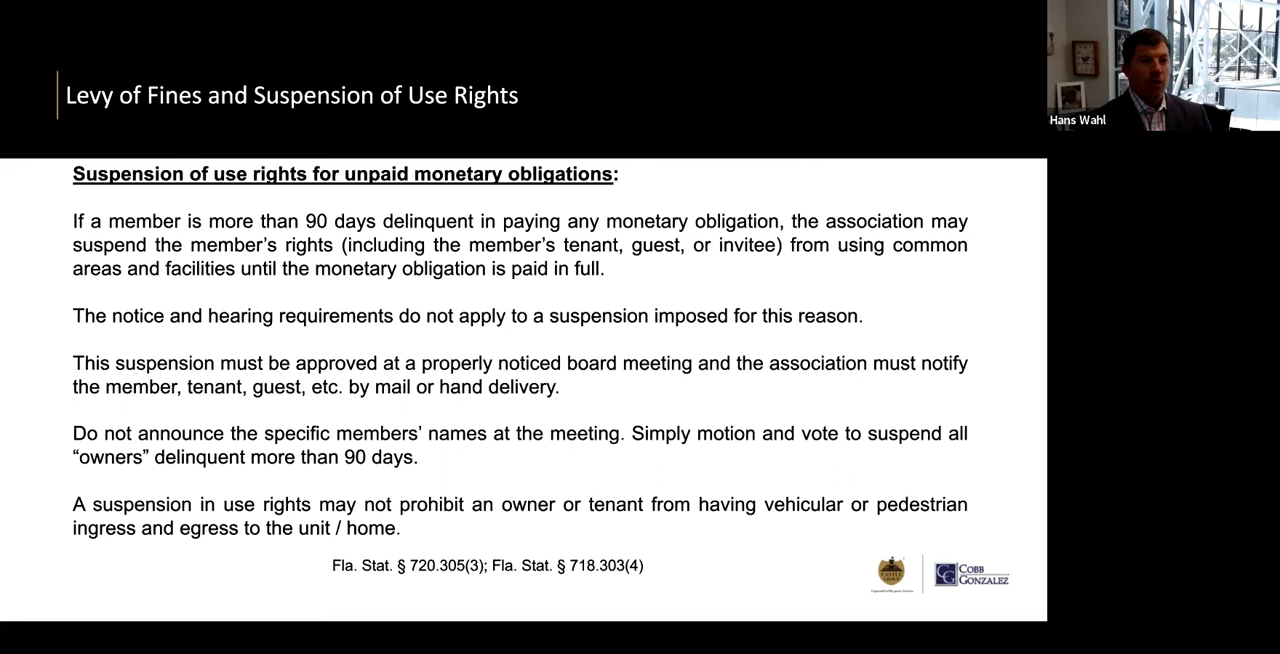 Levy of Fines and Suspension of Use Rights
Hans Wahl
Suspension of use rights for unpaid monetary obligations:
If a member is more than 90 days delinquent in paying any monetary obligation, the association may
suspend the member’s rights (including the member’s tenant, guest, or invitee) from using common
areas and facilities until the monetary obligation is paid in full.
The notice and hearing requirements do not apply to a suspension imposed for this reason.
This suspension must be approved at a properly noticed board meeting and the association must notify
the member, tenant, guest, etc. by mail or hand delivery.
Do not announce the specific members’ names at the meeting. Simply motion and vote to suspend all
“owners” delinquent more than 90 days.
A suspension in use rights may not prohibit an owner or tenant from having vehicular or pedestrian
ingress and egress to the unit / home.
Fla. Stat. § 720.305(3); Fla. Stat. § 718.303(4)
CASTLE
GROUP
CG
COBB
GONZALEZ